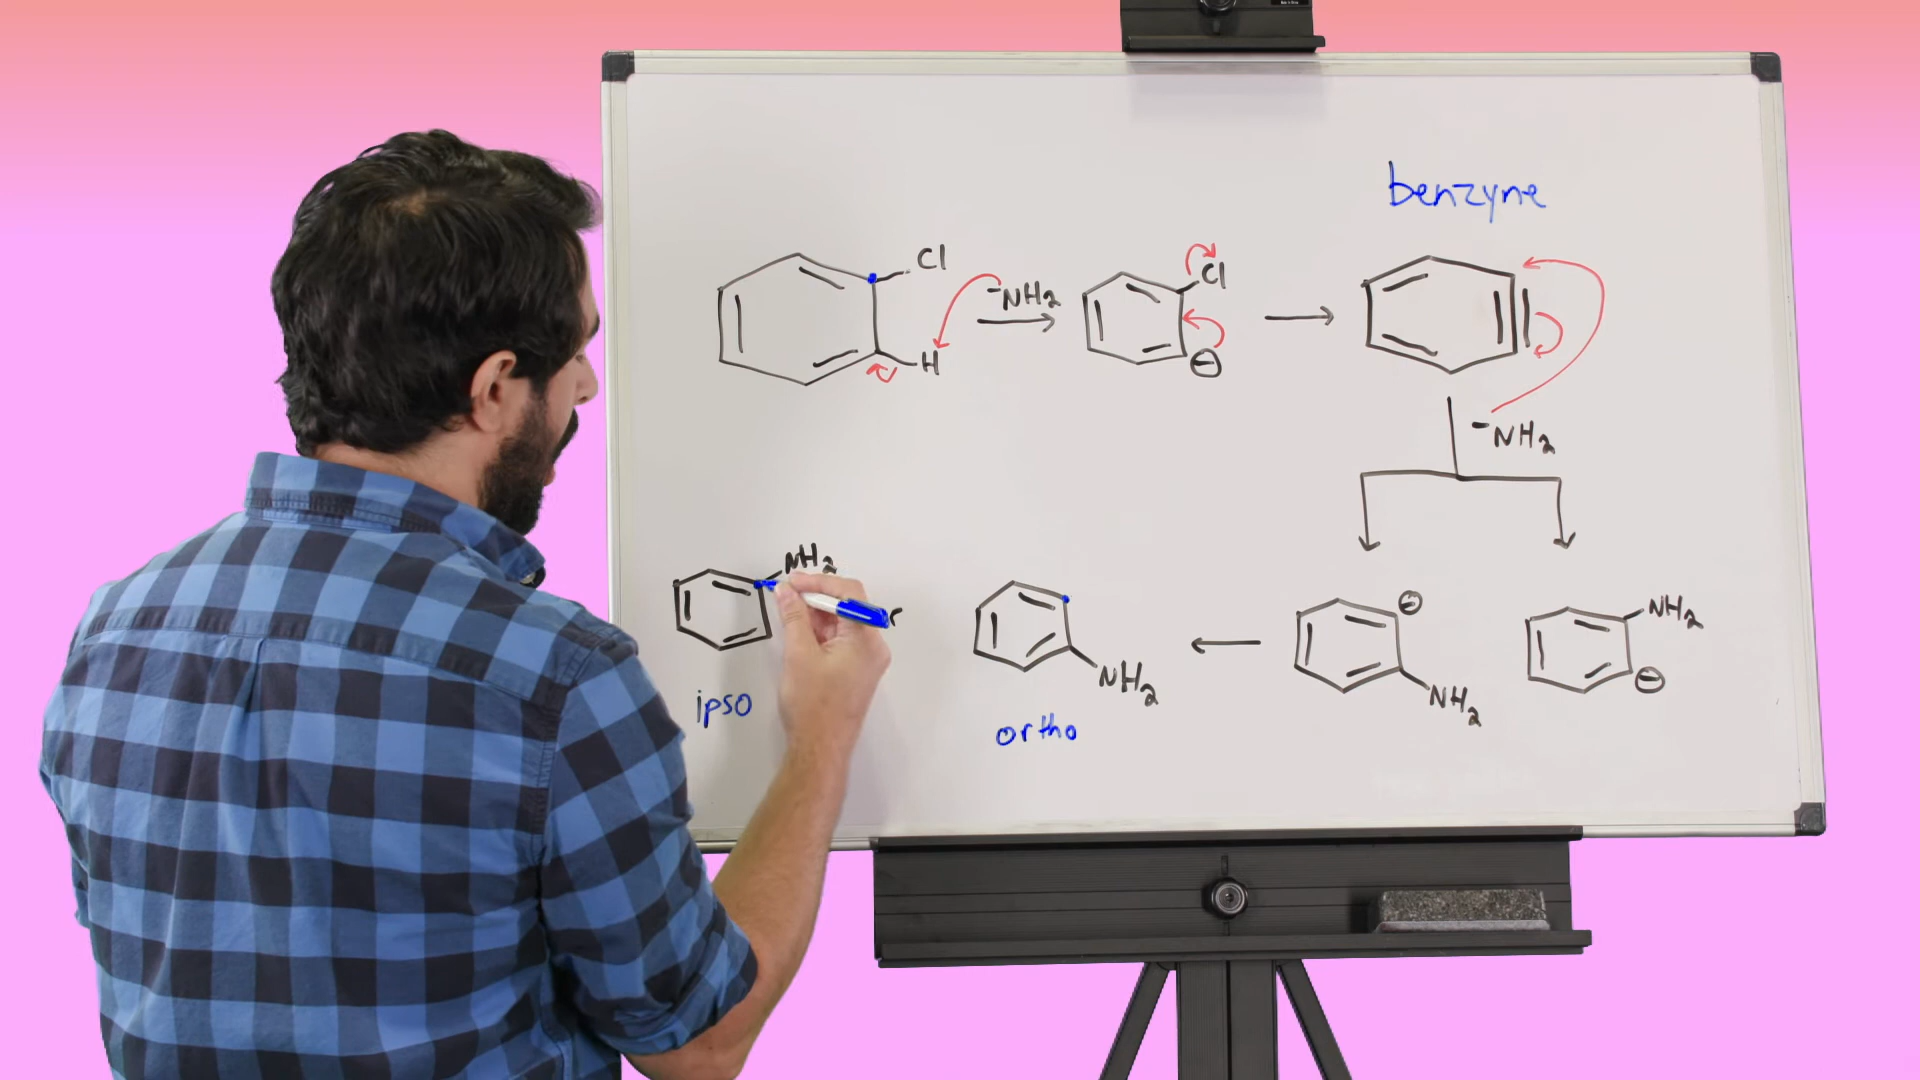 benzyne
Cl
H
⁻NH₂
Cl
⊖
⁻NH₂
NH₂
ipso
NH₂
ortho
⊖
NH₂
NH₂
⊖